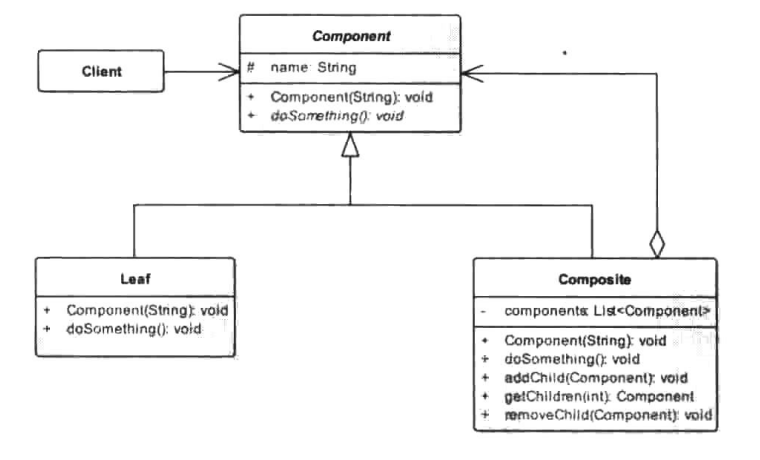 Component
# name: String
+ Component(String): void
+ doSomething(): void
Client
Leaf
+ Component(String): void
+ doSomething(): void
Composite
- components: List<Component>
+ Component(String): void
+ doSomething(): void
+ addChild(Component): void
+ getChildren(int): Component
+ removeChild(Component): void